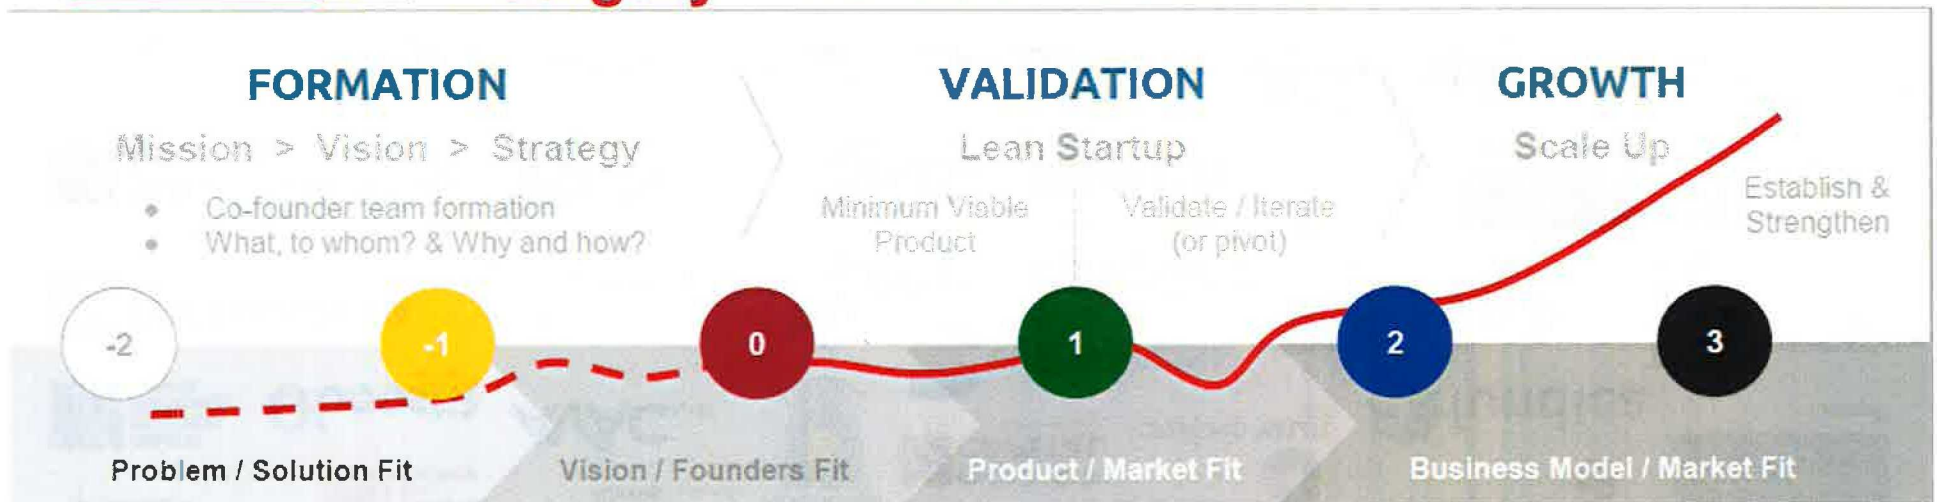 FORMATION
Mission > Vision > Strategy
• Co-founder team formation
• What, to whom? & Why and how?
VALIDATION
Lean Startup
Minimum Viable
Product
Validate / Iterate
(or pivot)
GROWTH
Scale Up
Establish &
Strengthen
-2
-1
0
1
2
3
Problem / Solution Fit
Vision / Founders Fit
Product / Market Fit
Business Model / Market Fit